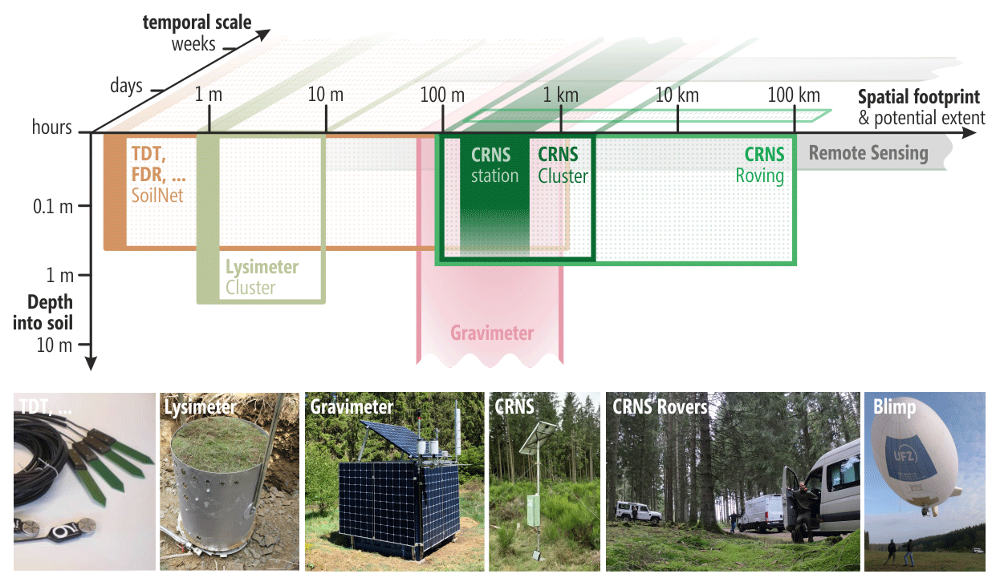 temporal scale
weeks
days
hours
1 m
10 m
100 m
1 km
10 km
100 km
Spatial footprint
& potential extent
TDT,
FDR, ...
SoilNet
CRNS
station
CRNS
Cluster
CRNS
Roving
Remote Sensing
0.1 m
1 m
Depth
into soil
10 m
Lysimeter
Cluster
Gravimeter
TDT, ...
Lysimeter
Gravimeter
CRNS
CRNS Rovers
Blimp
UFZ